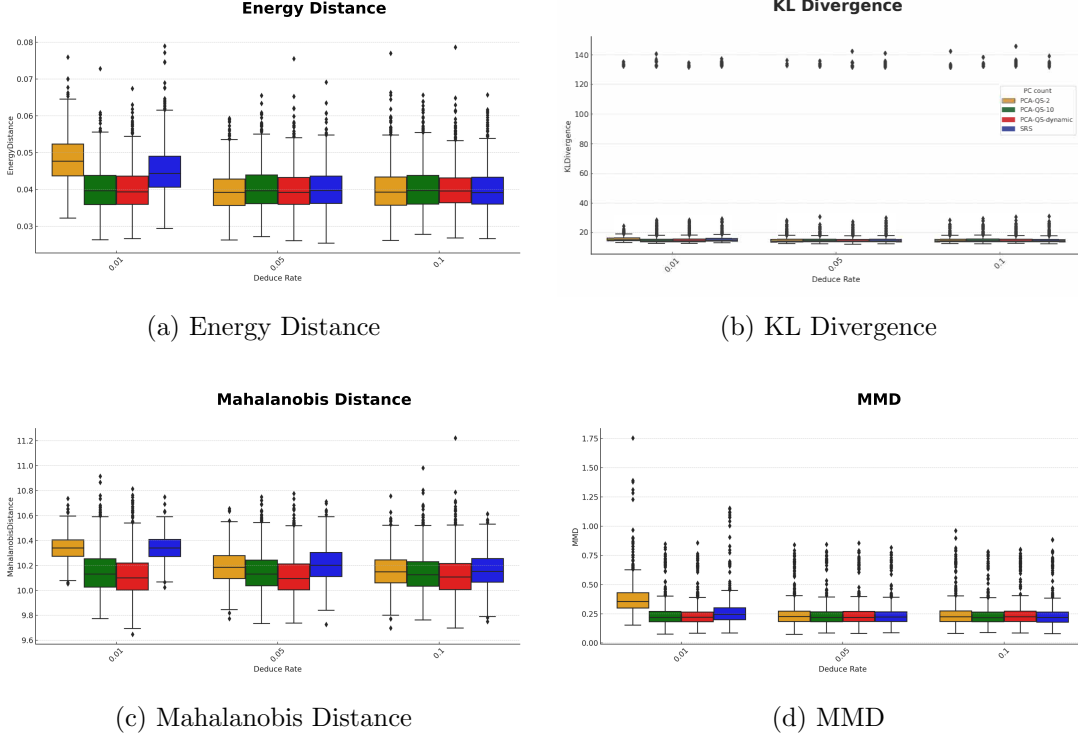 Energy Distance
0.08
0.07
0.06
0.05
0.04
0.03
EnergyDistance
0.01
0.05
0.1
Deduce Rate
(a) Energy Distance
KL Divergence
140
120
100
80
60
40
20
KLDivergence
PC count
PCA-QS-2
PCA-QS-10
PCA-QS-dynamic
SRS
0.01
0.05
0.1
Deduce Rate
(b) KL Divergence
Mahalanobis Distance
11.2
11.0
10.8
10.6
10.4
10.2
10.0
9.8
9.6
MahalanobisDistance
0.01
0.05
0.1
Deduce Rate
(c) Mahalanobis Distance
MMD
1.75
1.50
1.25
1.00
0.75
0.50
0.25
0.00
MMD
0.01
0.05
0.1
Deduce Rate
(d) MMD